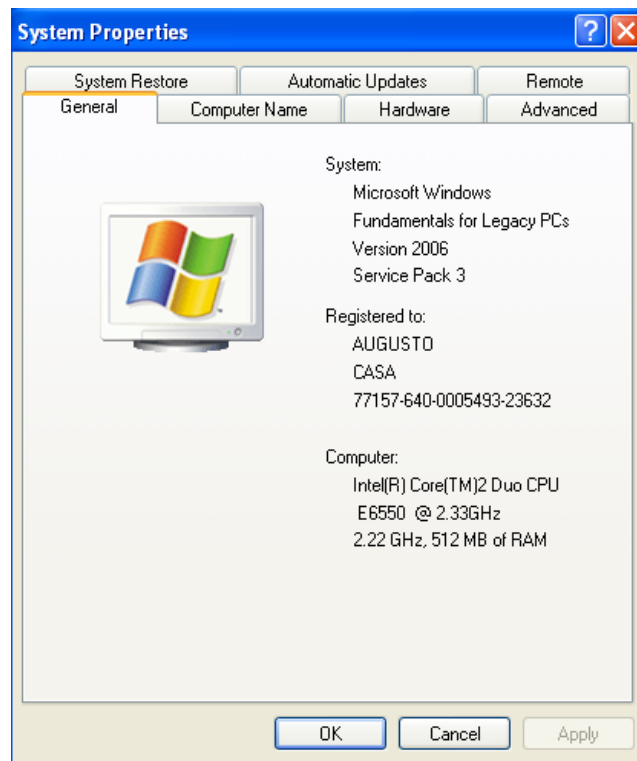 System Properties
System Restore Automatic Updates Remote
General Computer Name Hardware Advanced
System:
Microsoft Windows
Fundamentals for Legacy PCs
Version 2006
Service Pack 3
Registered to:
AUGUSTO
CASA
77157-640-0005493-23632
Computer:
Intel(R) Core(TM)2 Duo CPU
E6550 @ 2.33GHz
2.22 GHz, 512 MB of RAM
OK Cancel Apply